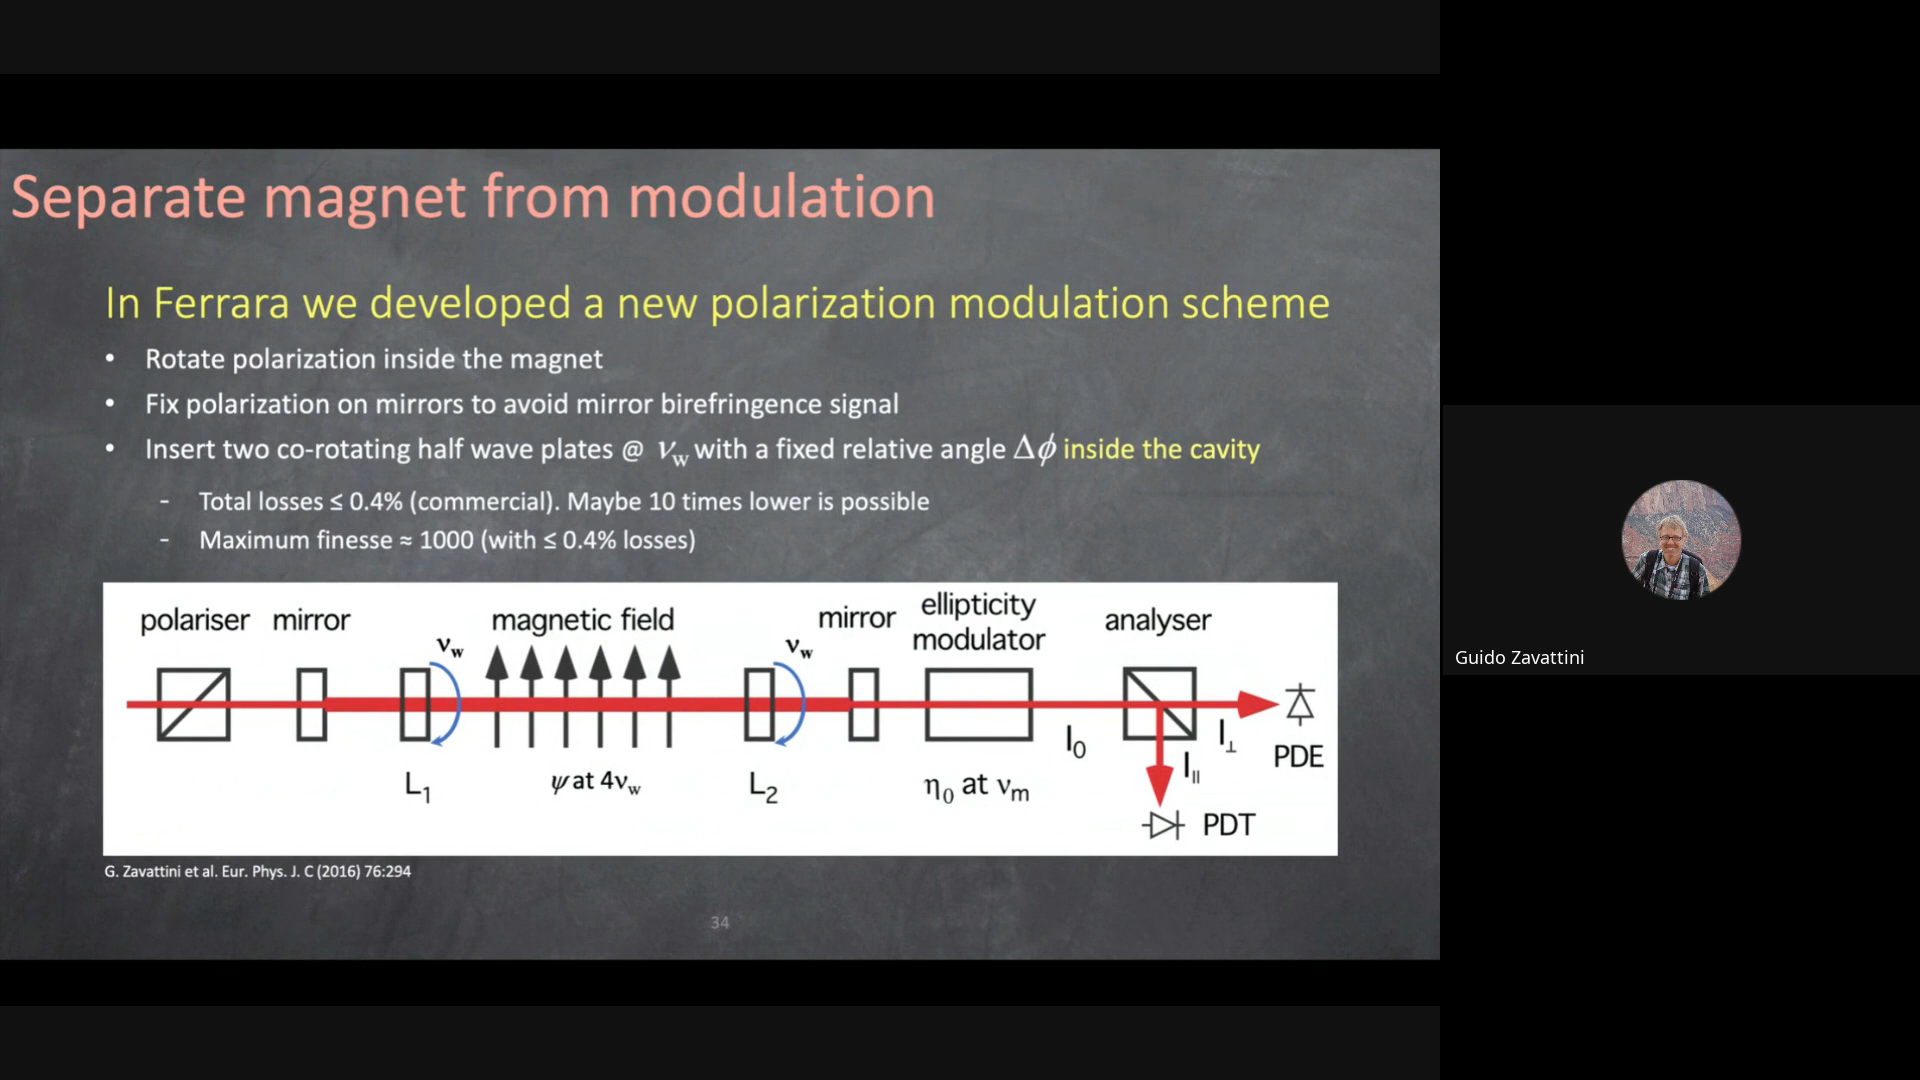 Separate magnet from modulation
In Ferrara we developed a new polarization modulation scheme
• Rotate polarization inside the magnet
• Fix polarization on mirrors to avoid mirror birefringence signal
• Insert two co-rotating half wave plates @ νw with a fixed relative angle Δϕ inside the cavity
- Total losses ≤ 0.4% (commercial). Maybe 10 times lower is possible
- Maximum finesse ≈ 1000 (with ≤ 0.4% losses)
polariser mirror magnetic field mirror ellipticity modulator analyser
νw νw
I0 I⊥ PDE
I||
L1 ψ at 4νw L2 η0 at νm
PDT
G. Zavattini et al. Eur. Phys. J. C (2016) 76:294
34
Guido Zavattini